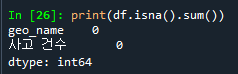 In [26]: print(df.isna().sum())
geo_name    0
사고 건수       0
dtype: int64